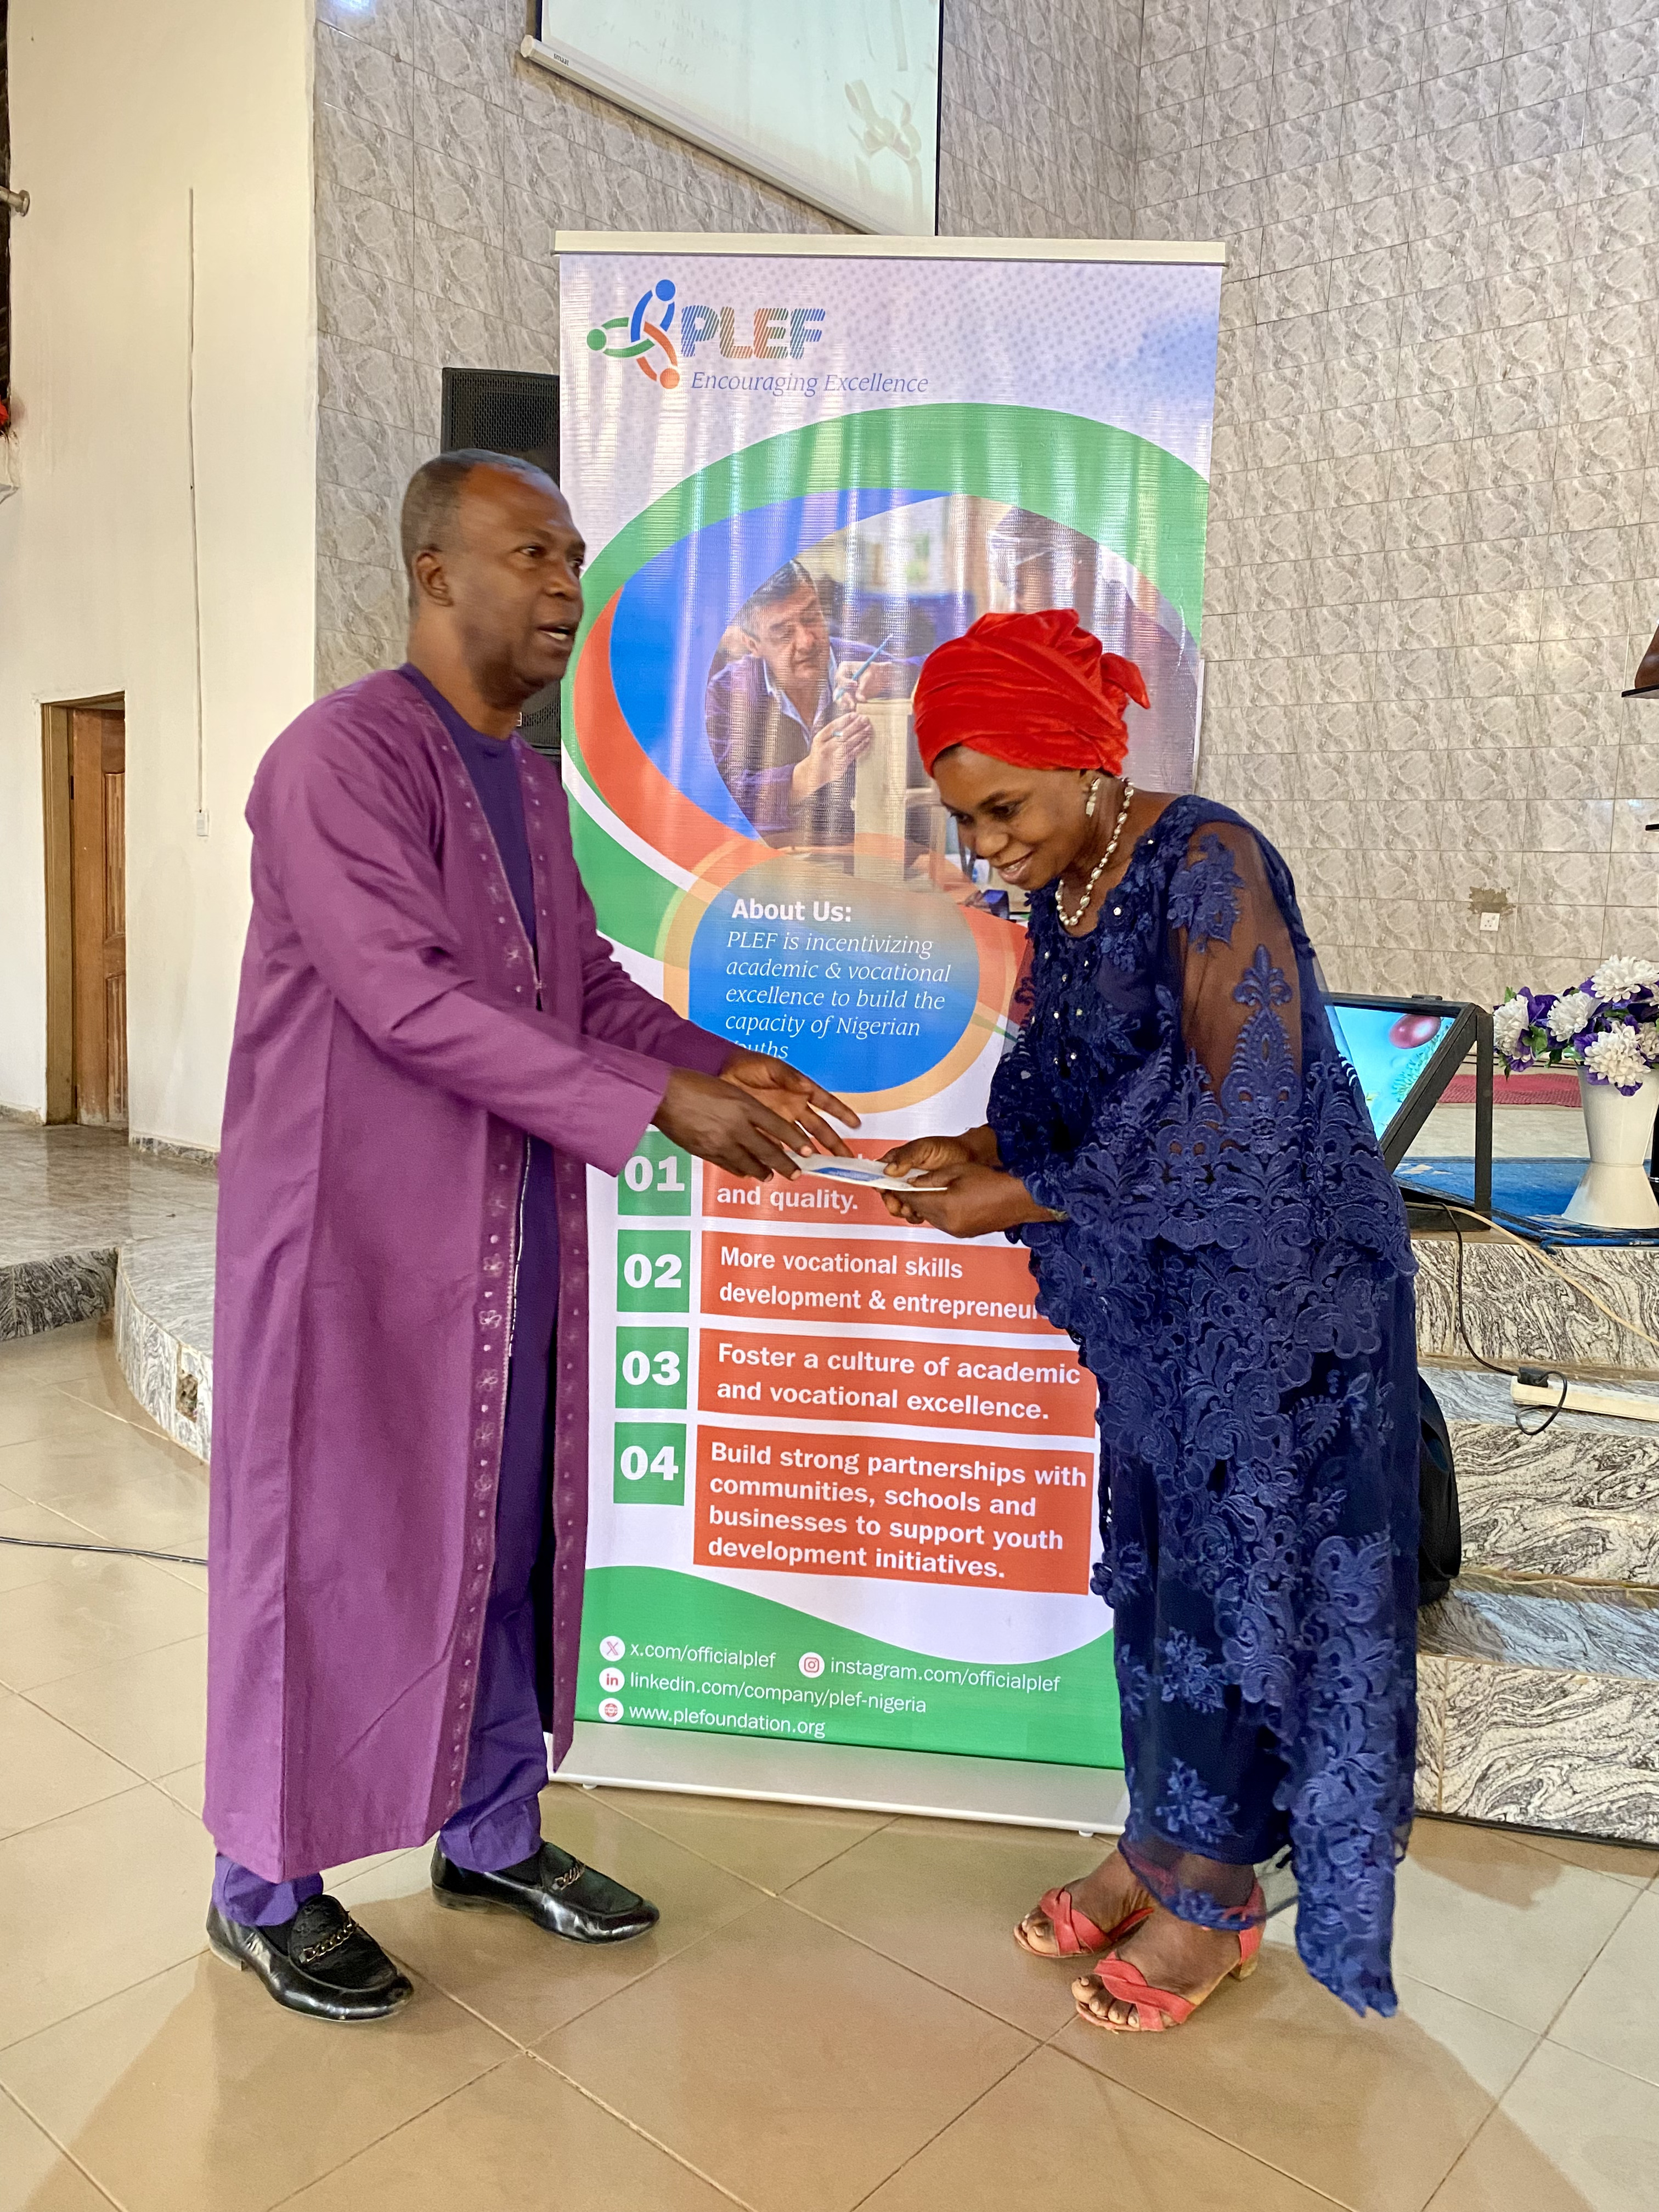 PLEF
Encouraging Excellence
About Us:
PLEF is incentivizing
academic & vocational
excellence to build the
capacity of Nigerian
01
and quality.
02
More vocational skills
development &
03
Foster a culture of academic
and vocational excellence.
04
Build strong partnerships with
communities, schools and
businesses to support youth
development initiatives.
x.com/officialplef
instagram.com/officialplef
in
linkedin.com/company/plef-nigeria
www.plefoundation.org